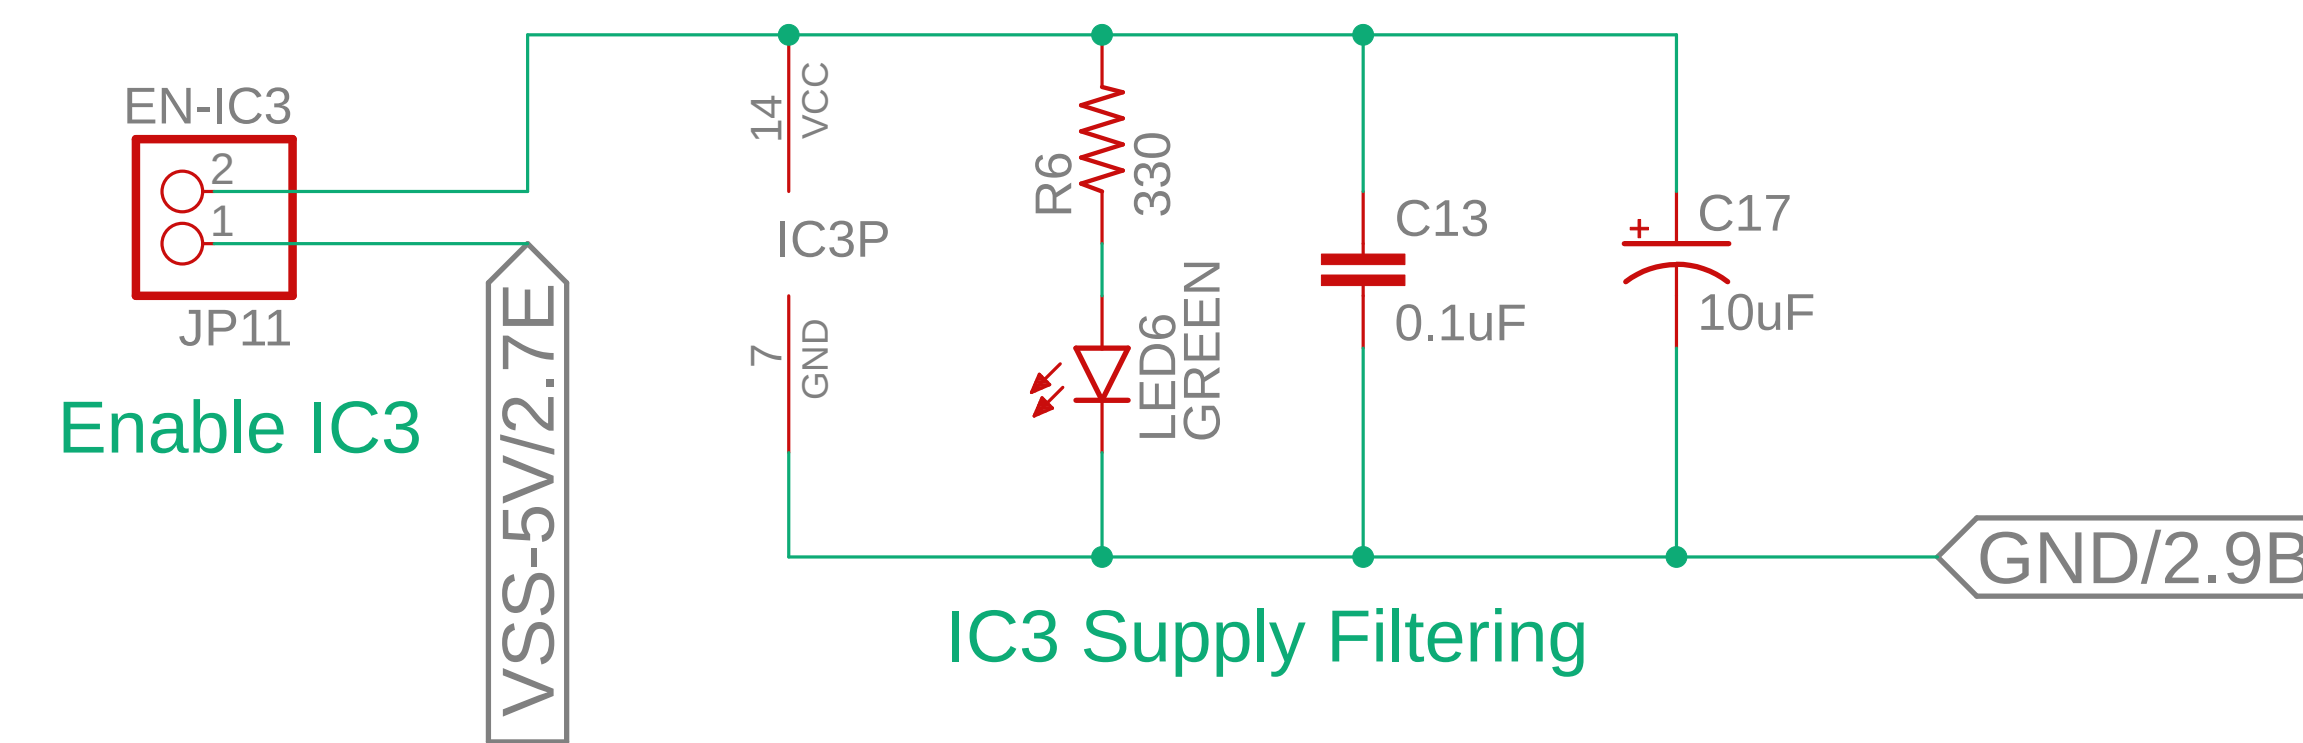 EN-IC3
2
1
JP11
Enable IC3
VSS-5V/2.7E
14
VCC
IC3P
7
GND
R6
330
LED6
GREEN
C13
0.1uF
+
C17
10uF
GND/2.9B
IC3 Supply Filtering